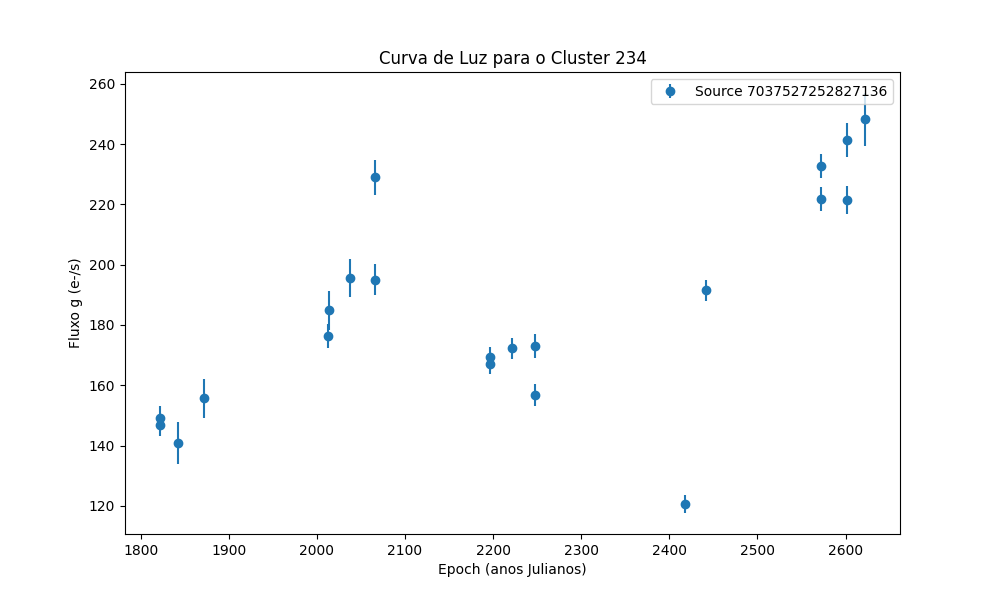 Curva de Luz para o Cluster 234
Source 7037527252827136
Fluxo g (e-/s)
260
240
220
200
180
160
140
120
1800 1900 2000 2100 2200 2300 2400 2500 2600
Epoch (anos Julianos)